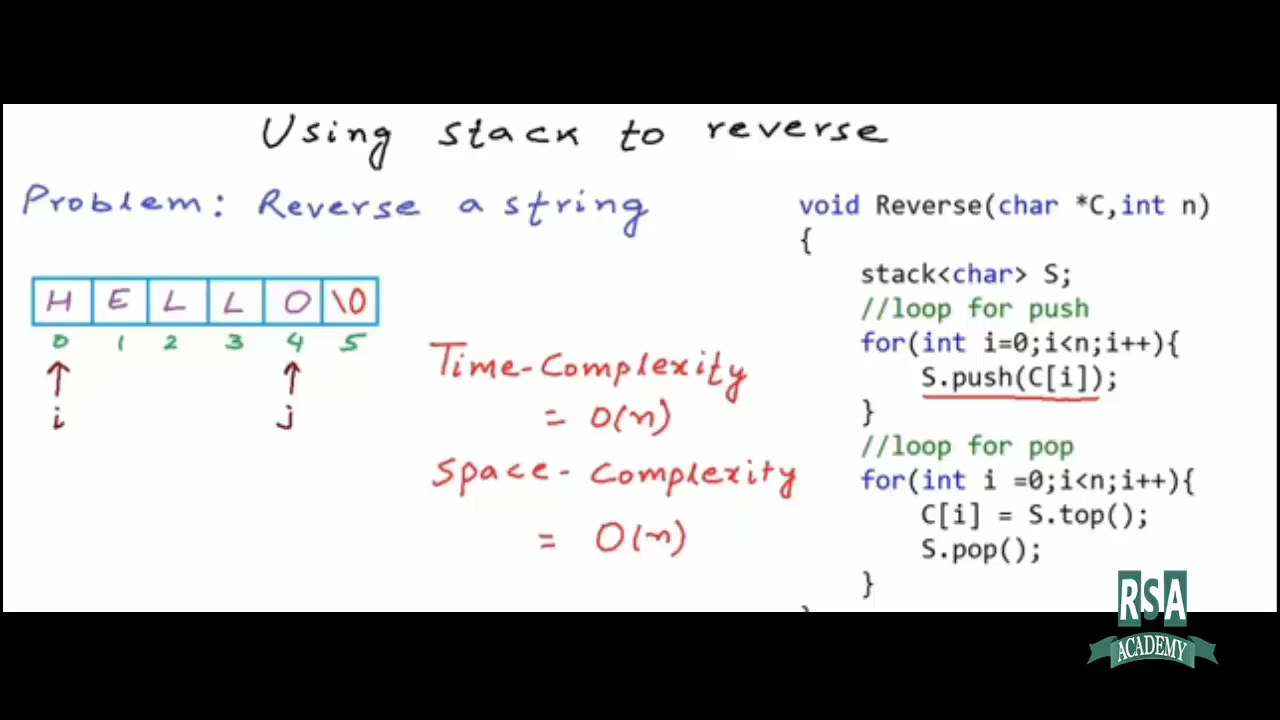 Using stack to reverse
Problem: Reverse a string
H E L L O \0
0 1 2 3 4 5
i j
Time-Complexity
= O(n)
Space-Complexity
= O(n)
void Reverse(char *C,int n)
{
stack<char> S;
//loop for push
for(int i=0;i<n;i++){
S.push(C[i]);
}
//loop for pop
for(int i =0;i<n;i++){
C[i] = S.top();
S.pop();
}
RSA
ACADEMY